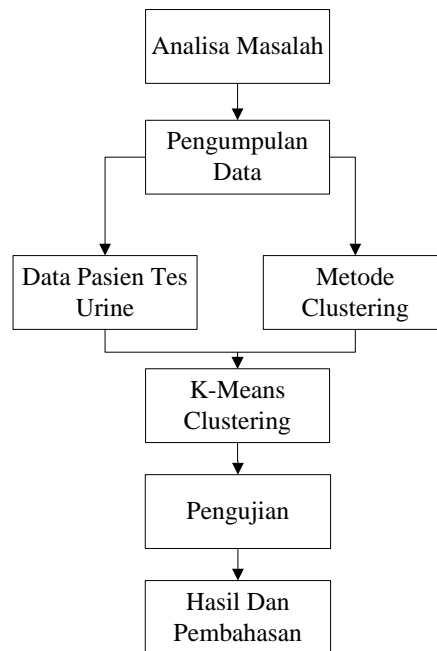 Analisa Masalah
Pengumpulan
Data
Data Pasien Tes
Urine
Metode
Clustering
K-Means
Clustering
Pengujian
Hasil Dan
Pembahasan